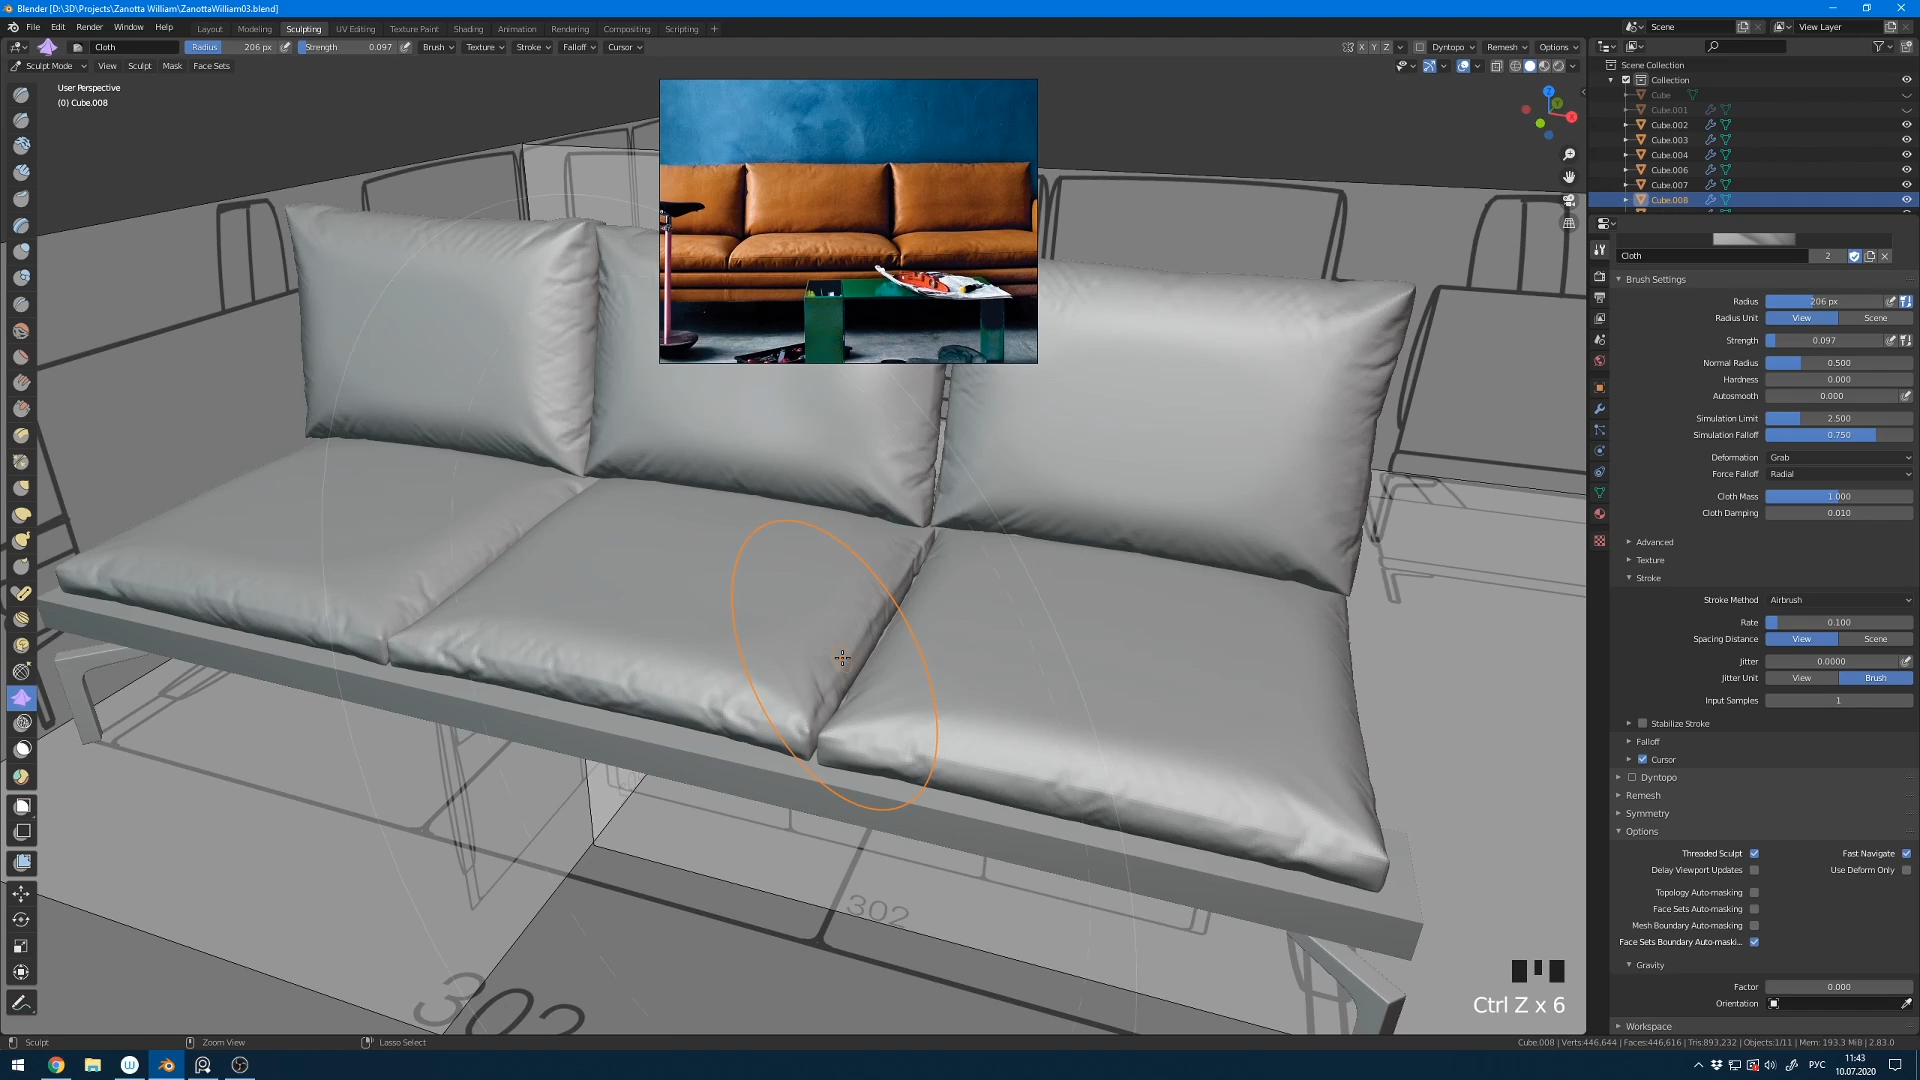 Blender [D:\3D\Projects\Zanotta William\ZanottaWilliam03.blend]
File Edit Render Window Help Layout Modeling Sculpting UV Editing Texture Paint Shading Animation Rendering Compositing Scripting + Scene View Layer
Cloth Radius 206 px Strength 0.097 Brush Texture Stroke Falloff Cursor X Y Z Dyntopo Remesh Options
Sculpt Mode View Sculpt Mask Face Sets
User Perspective
(0) Cube.008
Scene Collection
Collection
Cube
Cube.001
Cube.002
Cube.003
Cube.004
Cube.006
Cube.007
Cube.008
Cloth 2
Brush Settings
Radius 206 px
Radius Unit View Scene
Strength 0.097
Normal Radius 0.500
Hardness 0.000
Autosmooth 0.000
Simulation Limit 2.500
Simulation Falloff 0.750
Deformation Grab
Force Falloff Radial
Cloth Mass 1.000
Cloth Damping 0.010
Advanced
Texture
Stroke
Stroke Method Airbrush
Rate 0.100
Spacing Distance View Scene
Jitter 0.0000
Jitter Unit View Brush
Input Samples 1
Stabilize Stroke
Falloff
Cursor
Dyntopo
Remesh
Symmetry
Options
Threaded Sculpt Fast Navigate
Delay Viewport Updates Use Deform Only
Topology Auto-masking
Face Sets Auto-masking
Mesh Boundary Auto-masking
Face Sets Boundary Auto-maski...
Gravity
Factor 0.000
Orientation
Workspace
302
302
Ctrl Z x 6
Sculpt Zoom View Lasso Select Cube.008 | Verts:446,644 | Faces:446,616 | Tris:893,232 | Objects:1/11 | Mem: 193.3 MiB | 2.83.0
РУС 11:43
10.07.2020